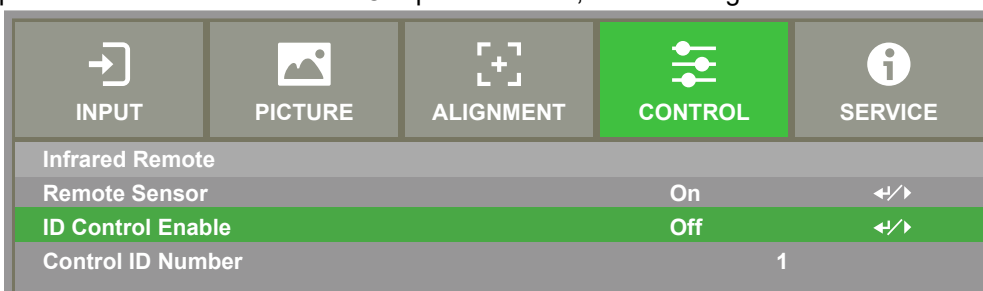 INPUT PICTURE ALIGNMENT CONTROL SERVICE
Infrared Remote
Remote Sensor On
ID Control Enable Off
Control ID Number 1